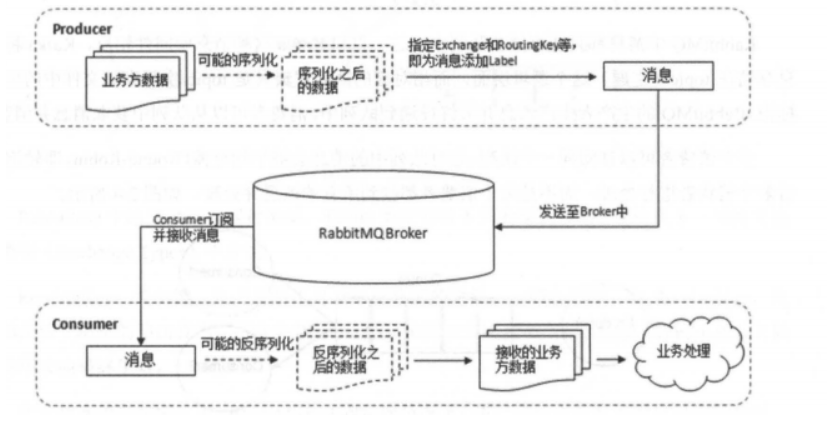 Producer
业务方数据
可能的序列化
序列化之后
的数据
指定Exchange和RoutingKey等，
即为消息添加Label
消息
发送至Broker中
RabbitMQ Broker
Consumer订阅
并接收消息
Consumer
消息
可能的反序列化
反序列化之
后的数据
接收的业务
方数据
业务处理